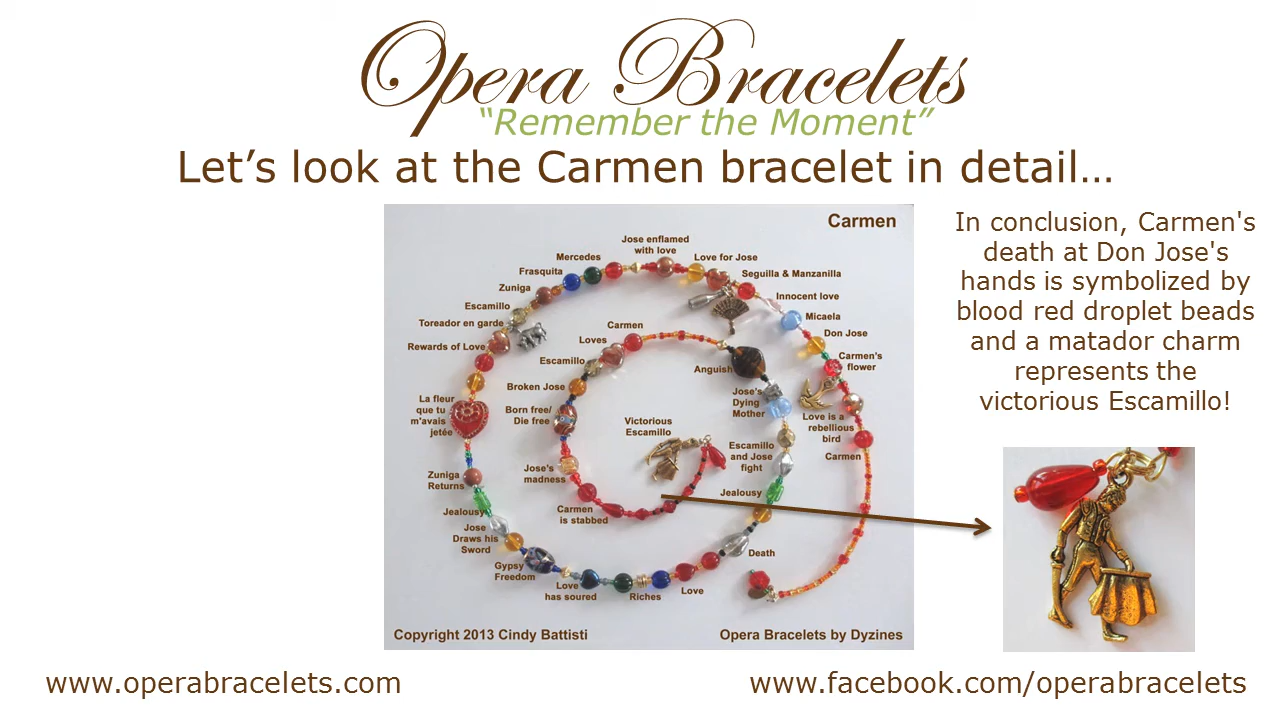 Opera Bracelets
“Remember the Moment”
Let’s look at the Carmen bracelet in detail...
Carmen
Jose enflamed
with love
Mercedes
Love for Jose
Frasquita
Seguilla & Manzanilla
Zuniga
Innocent love
Escamillo
Micaela
Toreador en garde
Don Jose
Rewards of Love
Carmen's
flower
Carmen
Loves
Escamillo
Anguish
Broken Jose
Jose's
Dying
Mother
La fleur
que tu
m'avais
jetée
Born free/
Die free
Love is a
rebellious
bird
Victorious
Escamillo
Carmen
Escamillo
and Jose
fight
Zuniga
Returns
Jose's
madness
Jealousy
Jealousy
Carmen
is stabbed
Jose
Draws his
Sword
Death
Gypsy
Freedom
Love
has soured
Riches
Love
Copyright 2013 Cindy Battisti
Opera Bracelets by Dyzines
In conclusion, Carmen's
death at Don Jose's
hands is symbolized by
blood red droplet beads
and a matador charm
represents the
victorious Escamillo!
www.operabracelets.com
www.facebook.com/operabracelets